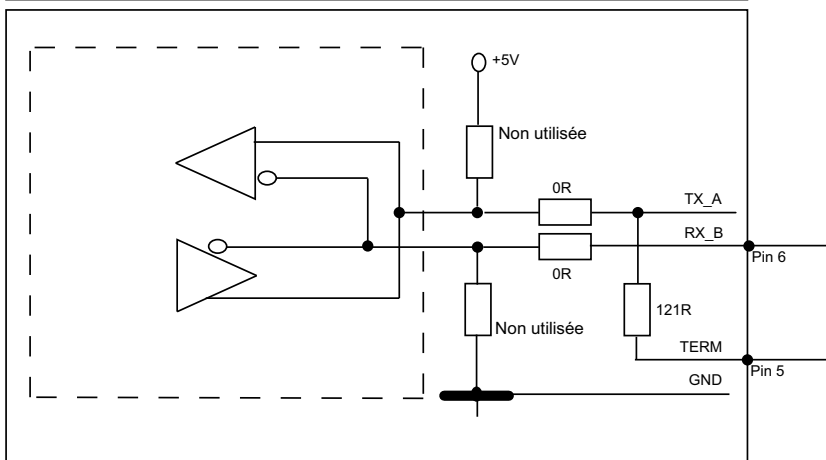 +5V
Non utilisée
0R
TX_A
RX_B
Pin 6
0R
121R
Non utilisée
TERM
Pin 5
GND